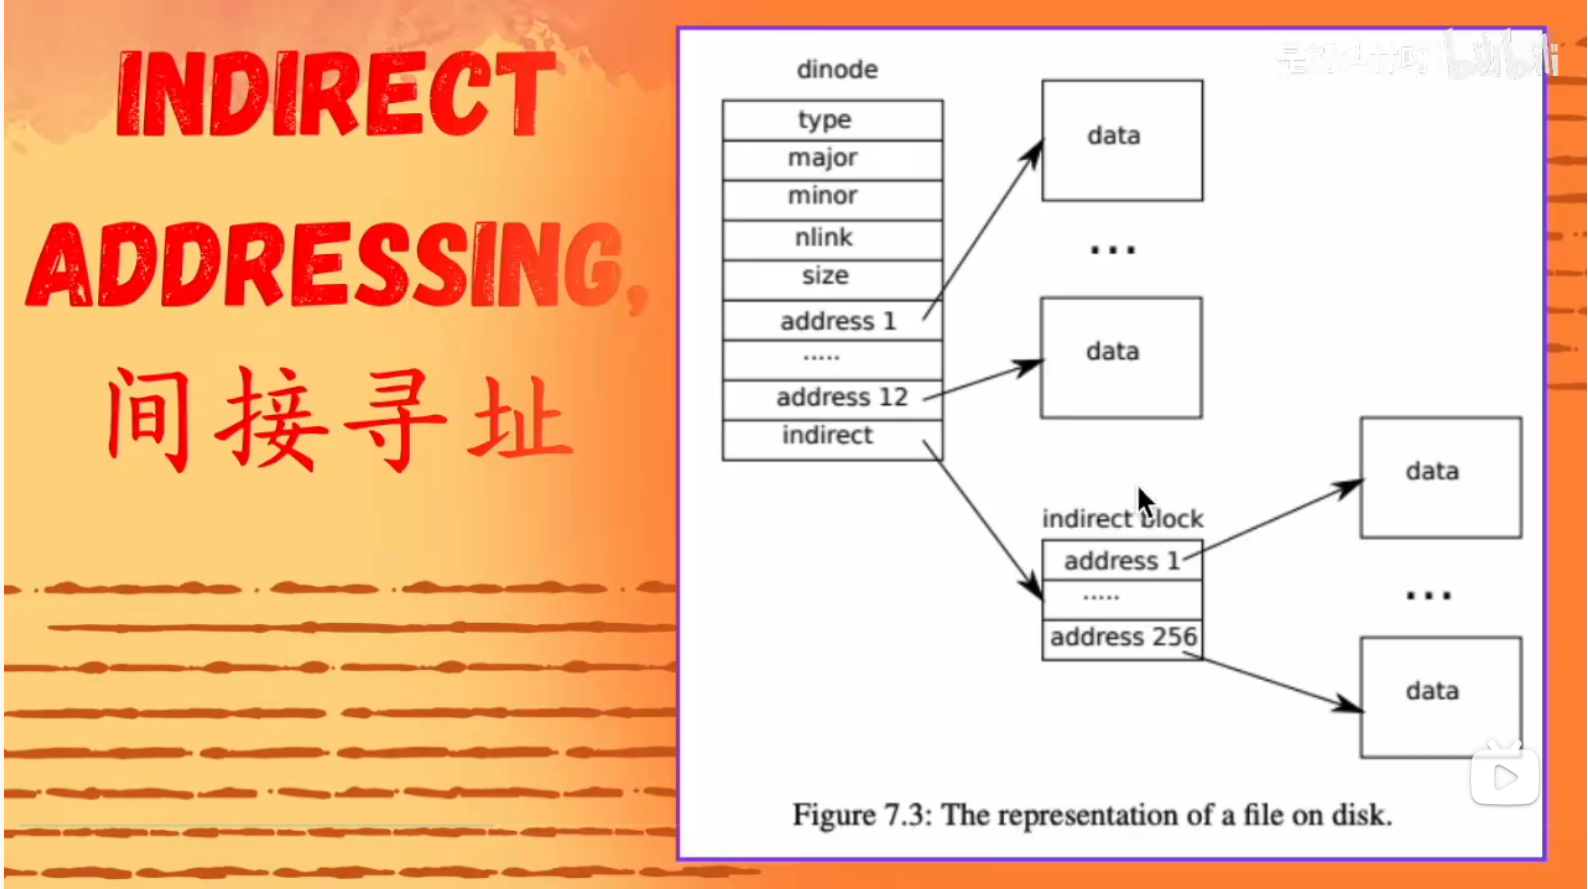 INDIRECT
ADDRESSING,
间接寻址
dinode
type
major
minor
nlink
size
address 1
.....
address 12
indirect
data
...
data
indirect block
address 1
.....
address 256
data
...
data
Figure 7.3: The representation of a file on disk.
bilibili